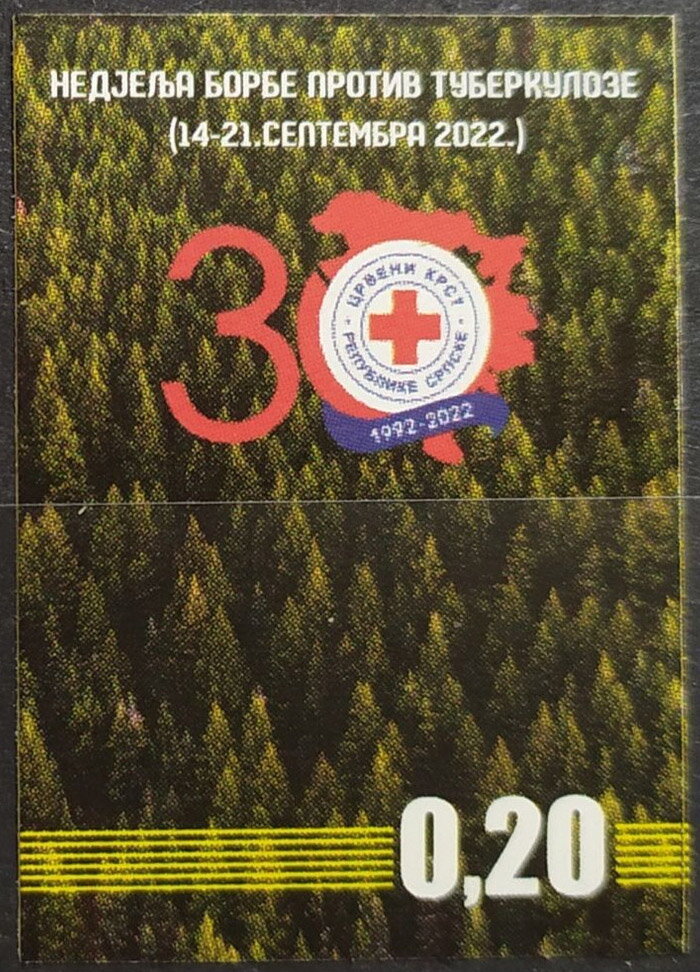 НЕДЈЕЉА БОРБЕ ПРОТИВ ТУБЕРКУЛОЗЕ
(14-21.СЕПТЕМБРА 2022.)
30
ЦРВЕНИ КРСТ
РЕПУБЛИКЕ СРПСКЕ
1992-2022
0,20